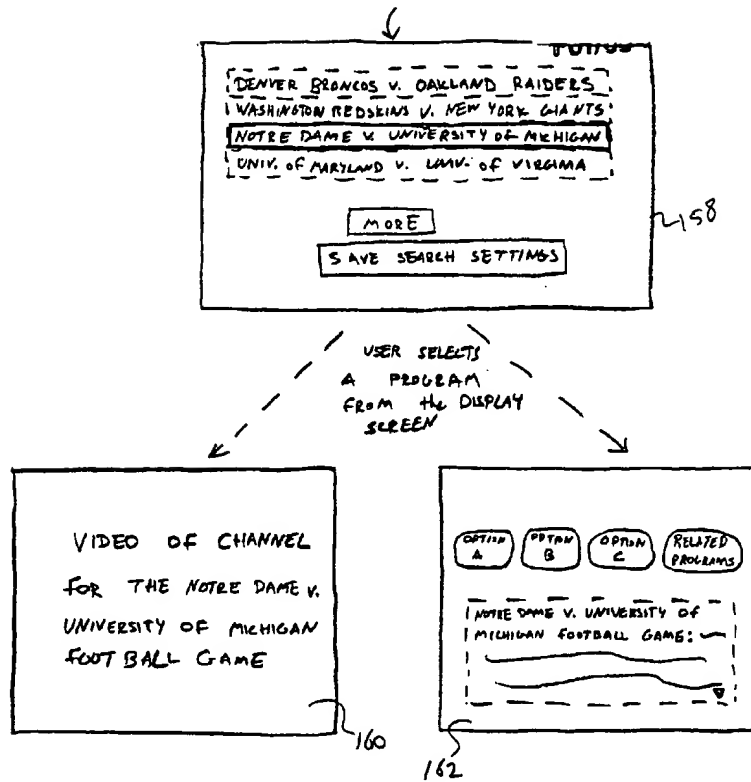 DENVER BRONCOS v. OAKLAND RAIDERS
WASHINGTON REDSKINS v. NEW YORK GIANTS
NOTRE DAME v. UNIVERSITY OF MICHIGAN
UNIV. OF MARYLAND v. UNIV. OF VIRGIMA
MORE
SAVE SEARCH SETTINGS
158
USER SELECTS
A PROGRAM
FROM the DISPLAY
SCREEN
VIDEO OF CHANNEL
FOR THE NOTRE DAME v.
UNIVERSITY OF MICHIGAN
FOOTBALL GAME
160
OPTION A
OPTION B
OPTION C
RELATED PROGRAMS
NOTRE DAME V. UNIVERSITY OF
MICHIGAN FOOTBALL GAME:
162